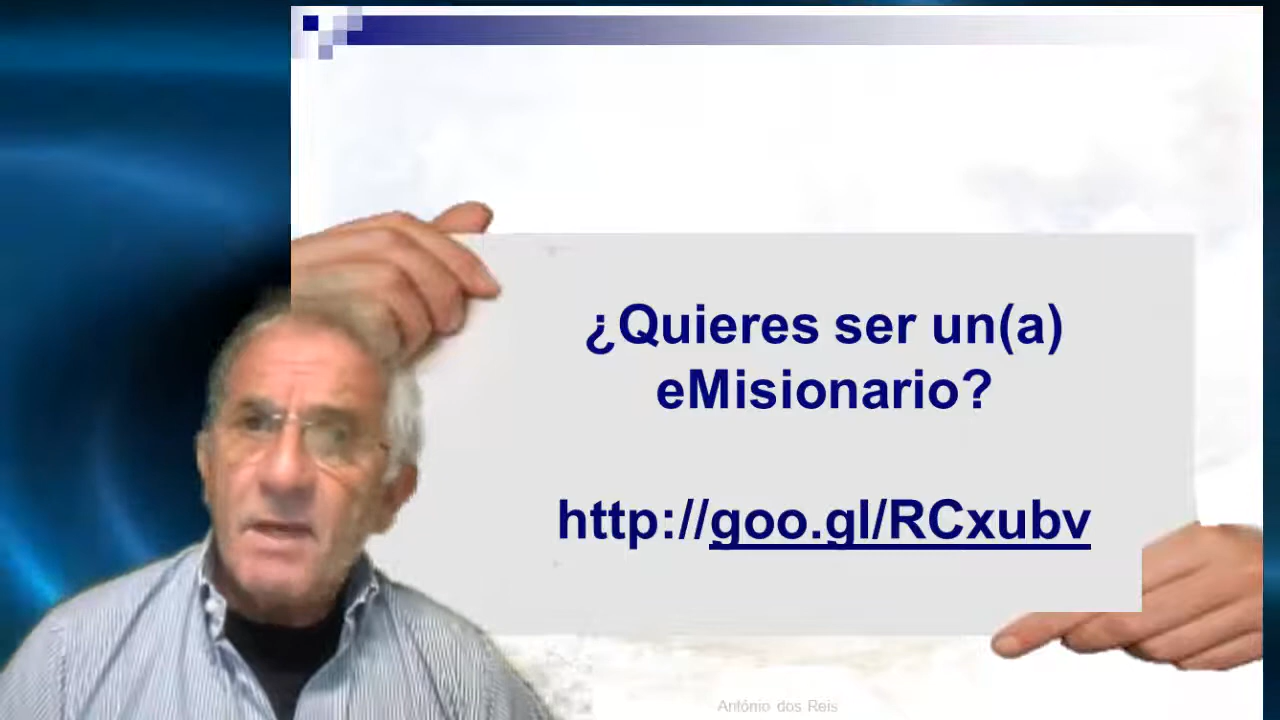 ¿Quieres ser un(a)
eMisionario?
http://goo.gl/RCxubv
António dos Reis